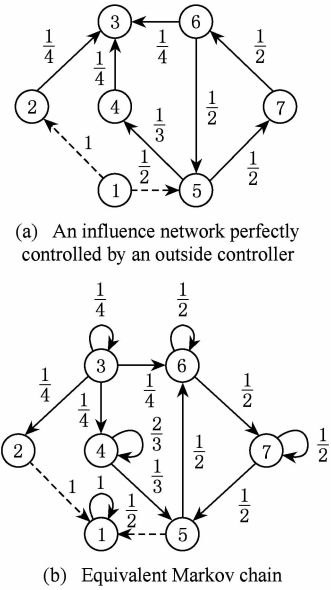 3 6
1/4 1/4 1/4 1/2
2 4 7
1 1/2 1/3 1/2 1/2
1 5
(a) An influence network perfectly
controlled by an outside controller
1/4 1/2
3 6
1/4 1/4 1/4 1/2
2 4 2/3 7 1/2
1 1 1/2 1/3 1/2 1/2
1 5
(b) Equivalent Markov chain